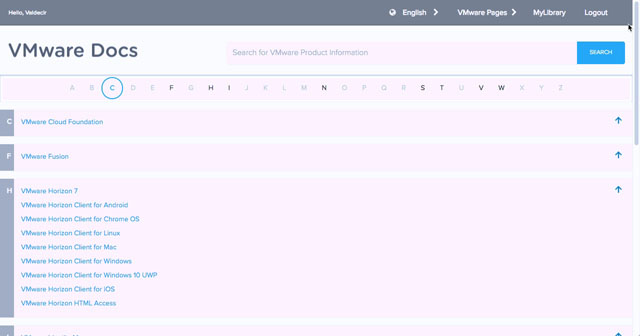 Hello, Valdecir
English
VMware Pages
MyLibrary
Logout
VMware Docs
Search for VMware Product Information
SEARCH
A B C D E F G H I J K L M N O P Q R S T U V W X Y Z
C
VMware Cloud Foundation
F
VMware Fusion
H
VMware Horizon 7
VMware Horizon Client for Android
VMware Horizon Client for Chrome OS
VMware Horizon Client for Linux
VMware Horizon Client for Mac
VMware Horizon Client for Windows
VMware Horizon Client for Windows 10 UWP
VMware Horizon Client for iOS
VMware Horizon HTML Access